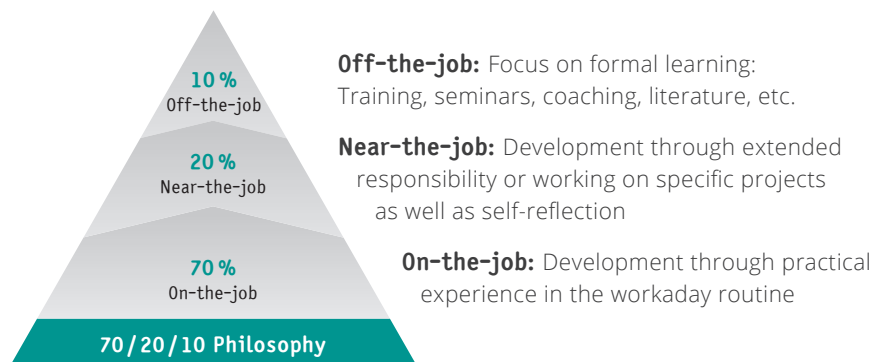 10 %
Off-the-job
Off-the-job: Focus on formal learning:
Training, seminars, coaching, literature, etc.
20 %
Near-the-job
Near-the-job: Development through extended
responsibility or working on specific projects
as well as self-reflection
70 %
On-the-job
On-the-job: Development through practical
experience in the workaday routine
70/20/10 Philosophy